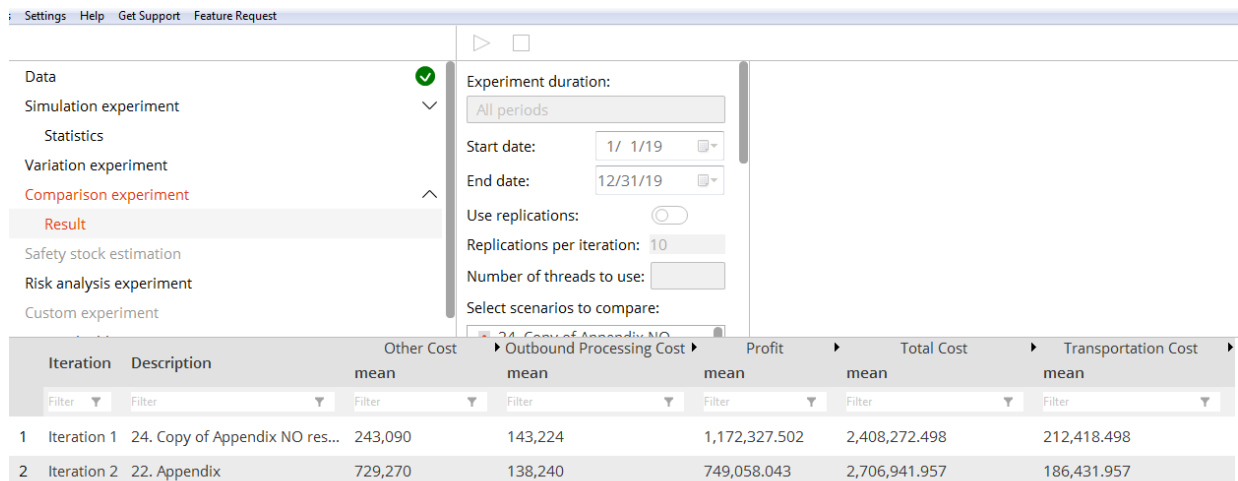 Settings Help Get Support Feature Request
Data
Simulation experiment
Statistics
Variation experiment
Comparison experiment
Result
Safety stock estimation
Risk analysis experiment
Custom experiment
Experiment duration:
All periods
Start date: 1/ 1/19
End date: 12/31/19
Use replications:
Replications per iteration: 10
Number of threads to use:
Select scenarios to compare:
24. Copy of Appendix NO
Iteration Description Other Cost Outbound Processing Cost Profit Total Cost Transportation Cost
mean mean mean mean mean
Filter Filter Filter Filter Filter Filter Filter
1 Iteration 1 24. Copy of Appendix NO res... 243,090 143,224 1,172,327.502 2,408,272.498 212,418.498
2 Iteration 2 22. Appendix 729,270 138,240 749,058.043 2,706,941.957 186,431.957